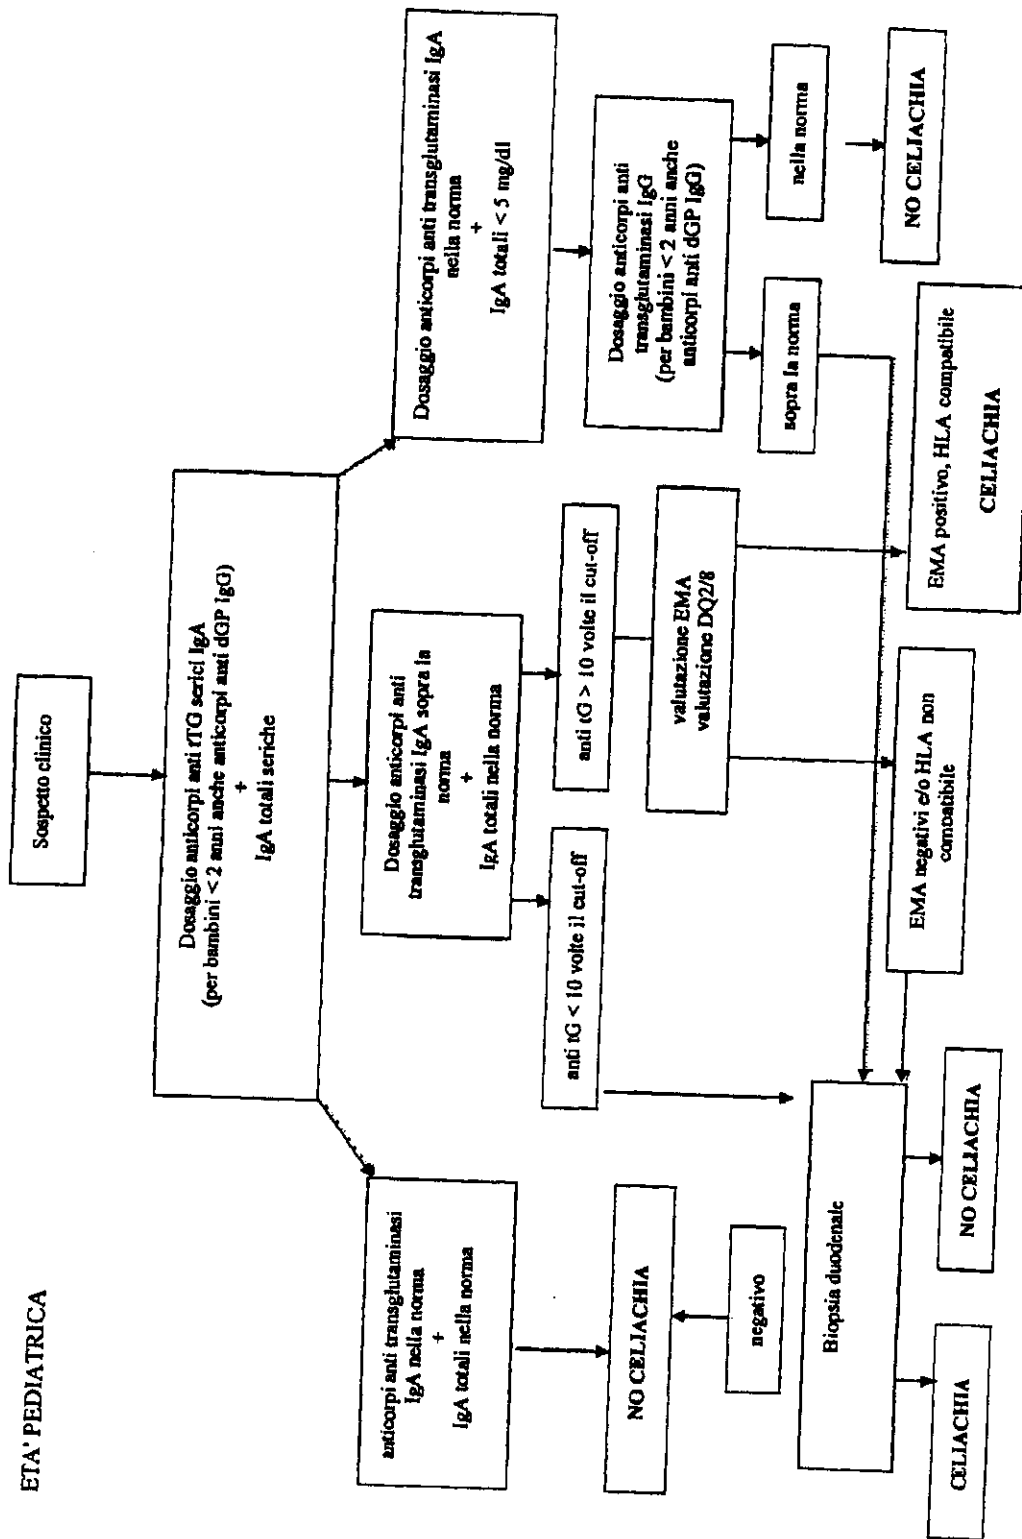 ETA' PEDIATRICA
Sospetto clinico
Dosaggio anticorpi anti tTG serici IgA
(per bambini < 2 anni anche anticorpi anti dGP IgG)
+
IgA totali seriche
anticorpi anti transglutaminasi
IgA nella norma
+
IgA totali nella norma
Dosaggio anticorpi anti
transglutaminasi IgA sopra la
norma
+
IgA totali nella norma
Dosaggio anticorpi anti transglutaminasi IgA
nella norma
+
IgA totali < 5 mg/dl
anti tG < 10 volte il cut-off
anti tG > 10 volte il cut-off
Dosaggio anticorpi anti
transglutaminasi IgG
(per bambini < 2 anni anche
anticorpi anti dGP IgG)
NO CELIACHIA
valutazione EMA
valutazione DQ2/8
negativo
sopra la norma
nella norma
Biopsia duodenale
EMA negativi e/o HLA non
compatibile
EMA positivo, HLA compatibile
CELIACHIA
NO CELIACHIA
CELIACHIA
NO CELIACHIA